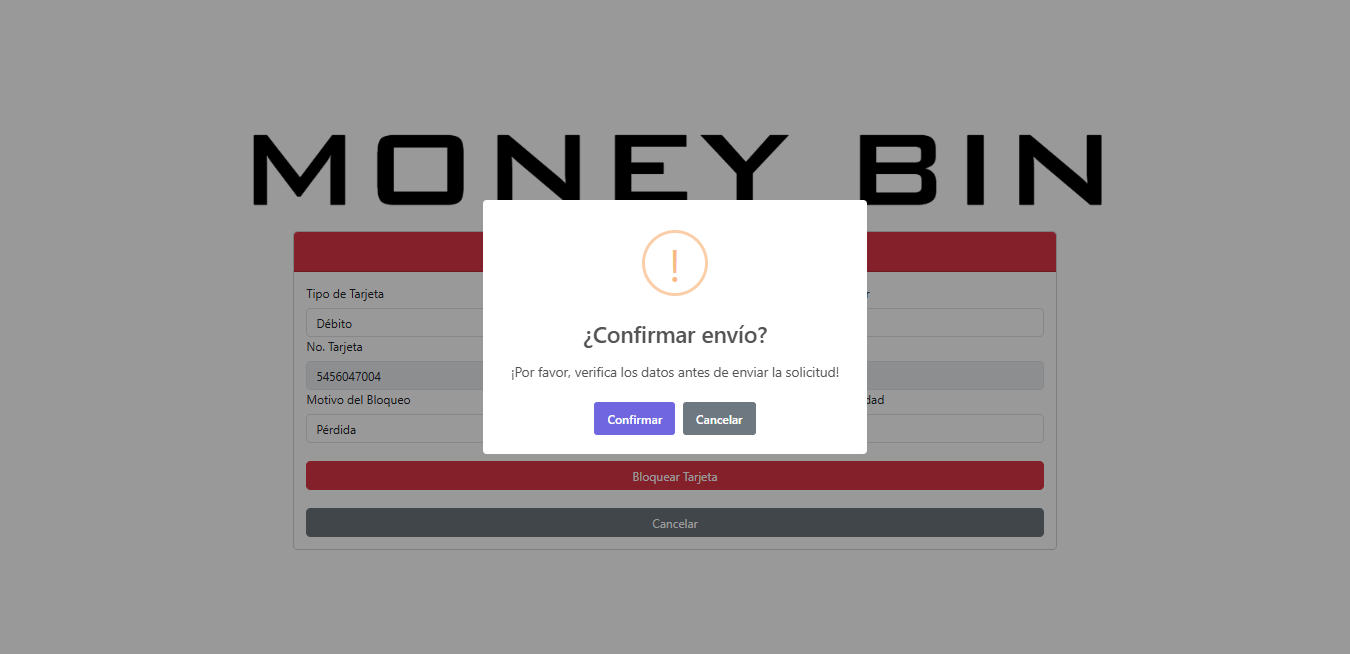 MONEY BIN
!
¿Confirmar envío?
¡Por favor, verifica los datos antes de enviar la solicitud!
Confirmar
Cancelar
Tipo de Tarjeta
Débito
No. Tarjeta
5456047004
Motivo del Bloqueo
Pérdida
Bloquear Tarjeta
Cancelar